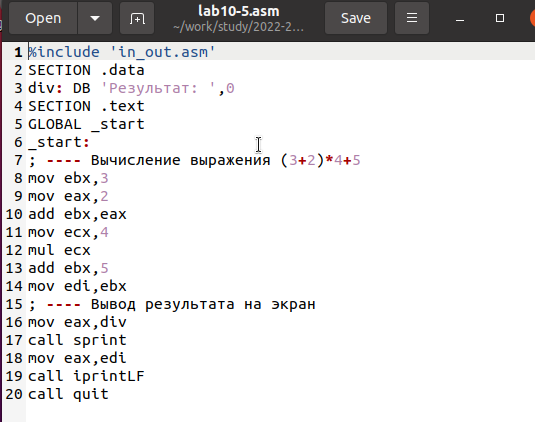 Open
lab10-5.asm
~/work/study/2022-2...
Save
1 %include 'in_out.asm'
2 SECTION .data
3 div: DB 'Результат: ',0
4 SECTION .text
5 GLOBAL _start
6 _start:
7 ; ---- Вычисление выражения (3+2)*4+5
8 mov ebx,3
9 mov eax,2
10 add ebx,eax
11 mov ecx,4
12 mul ecx
13 add ebx,5
14 mov edi,ebx
15 ; ---- Вывод результата на экран
16 mov eax,div
17 call sprint
18 mov eax,edi
19 call iprintLF
20 call quit